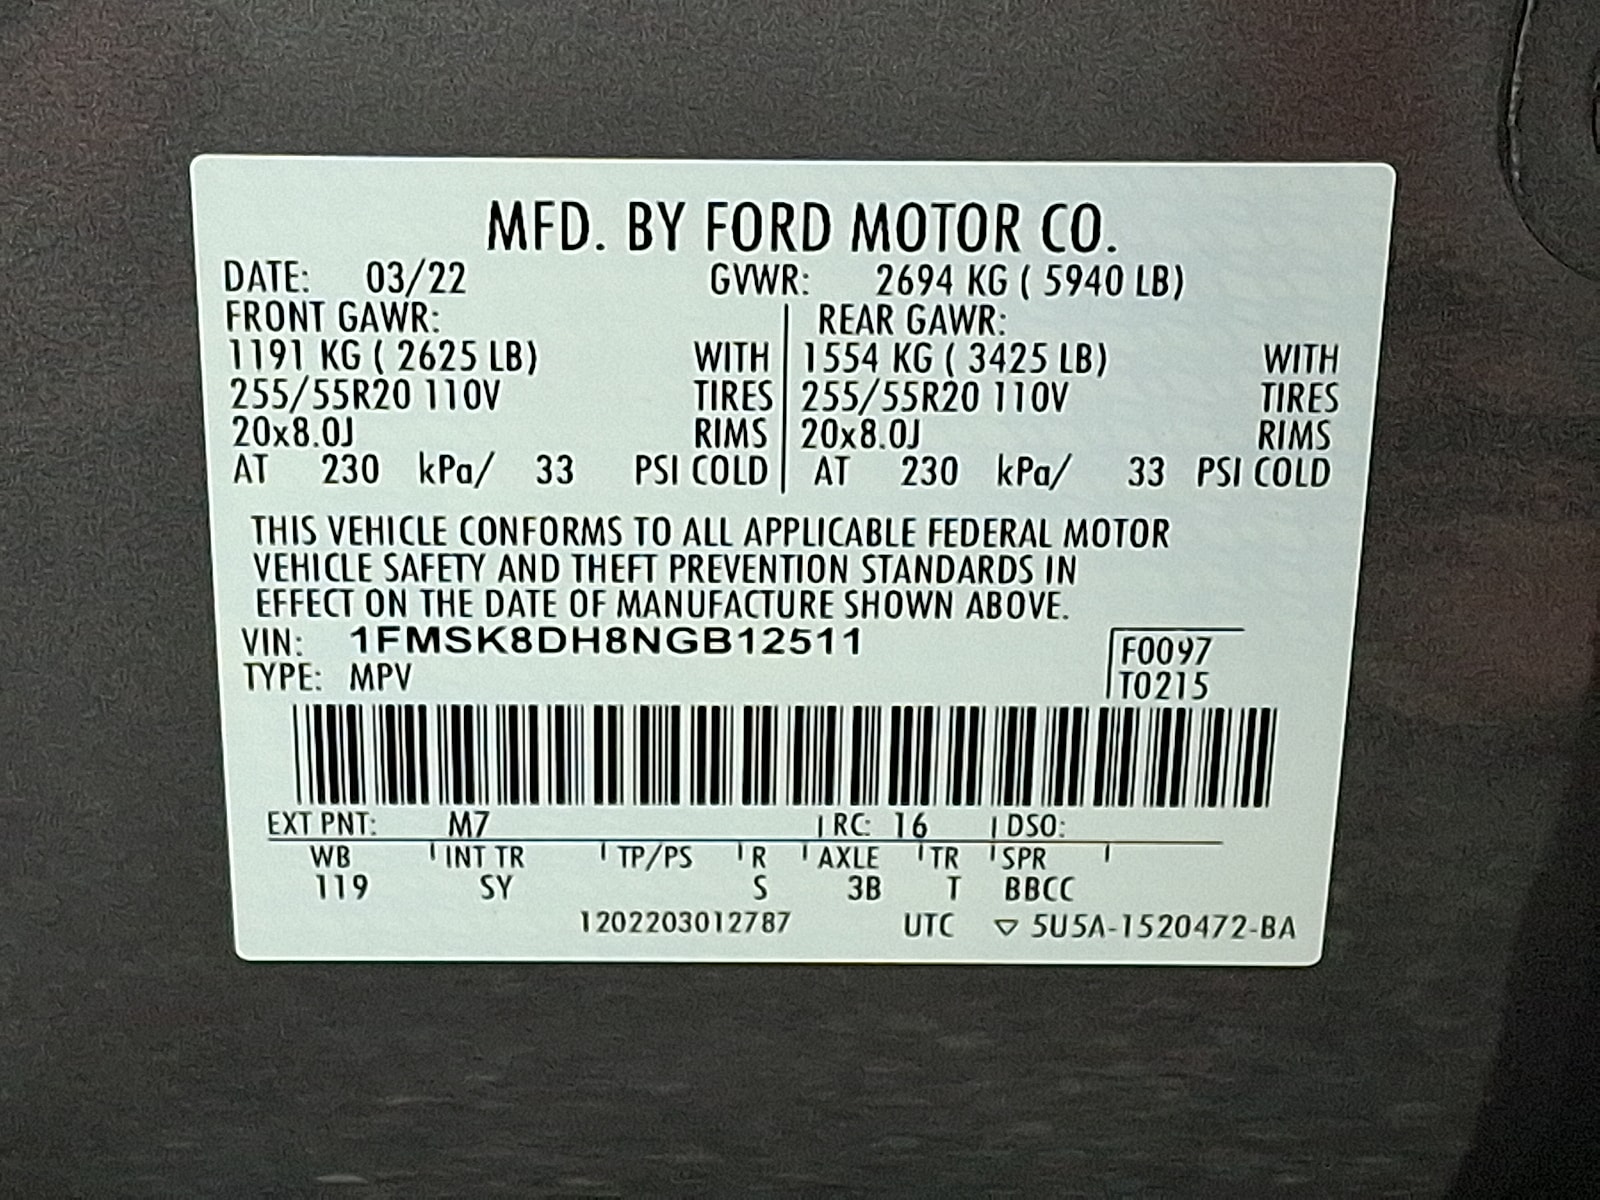 MFD. BY FORD MOTOR CO.
DATE: 03/22 GVWR: 2694 KG ( 5940 LB)
FRONT GAWR: REAR GAWR:
1191 KG ( 2625 LB) WITH 1554 KG ( 3425 LB) WITH
255/55R20 110V TIRES 255/55R20 110V TIRES
20x8.0J RIMS 20x8.0J RIMS
AT 230 kPa/ 33 PSI COLD AT 230 kPa/ 33 PSI COLD
THIS VEHICLE CONFORMS TO ALL APPLICABLE FEDERAL MOTOR
VEHICLE SAFETY AND THEFT PREVENTION STANDARDS IN
EFFECT ON THE DATE OF MANUFACTURE SHOWN ABOVE.
VIN: 1FMSK8DH8NGB12511 F0097
TYPE: MPV T0215
EXT PNT: M7 RC: 16 DSO:
WB INT TR TP/PS R AXLE TR SPR
119 SY S 3B T BBCC
1202203012787 UTC ▽ 5U5A-1520472-BA